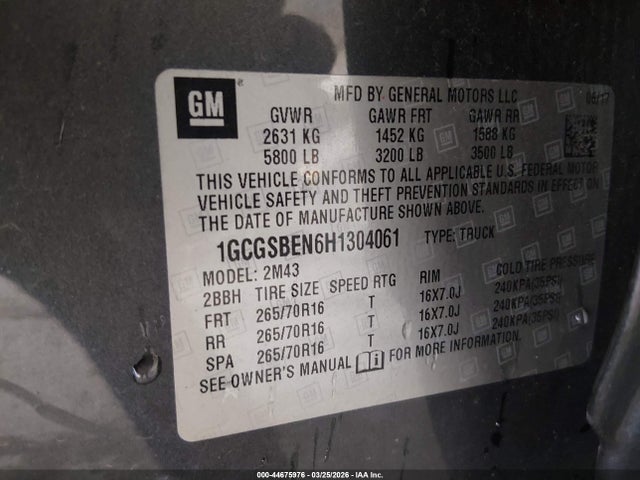 GM
MFD BY GENERAL MOTORS LLC 06/17
GVWR GAWR FRT GAWR RR
2631 KG 1452 KG 1588 KG
5800 LB 3200 LB 3500 LB
THIS VEHICLE CONFORMS TO ALL APPLICABLE U.S. FEDERAL MOTOR
VEHICLE SAFETY AND THEFT PREVENTION STANDARDS IN EFFECT ON
THE DATE OF MANUFACTURE SHOWN ABOVE.
1GCGSBEN6H1304061 TYPE: TRUCK
MODEL: 2M43
2BBH TIRE SIZE SPEED RTG RIM COLD TIRE PRESSURE
FRT 265/70R16 T 16X7.0J 240KPA(35PSI)
RR 265/70R16 T 16X7.0J 240KPA(35PSI)
SPA 265/70R16 T 16X7.0J 240KPA(35PSI)
SEE OWNER'S MANUAL FOR MORE INFORMATION.
000-44675976 | 03/25/2026 | IAA Inc.